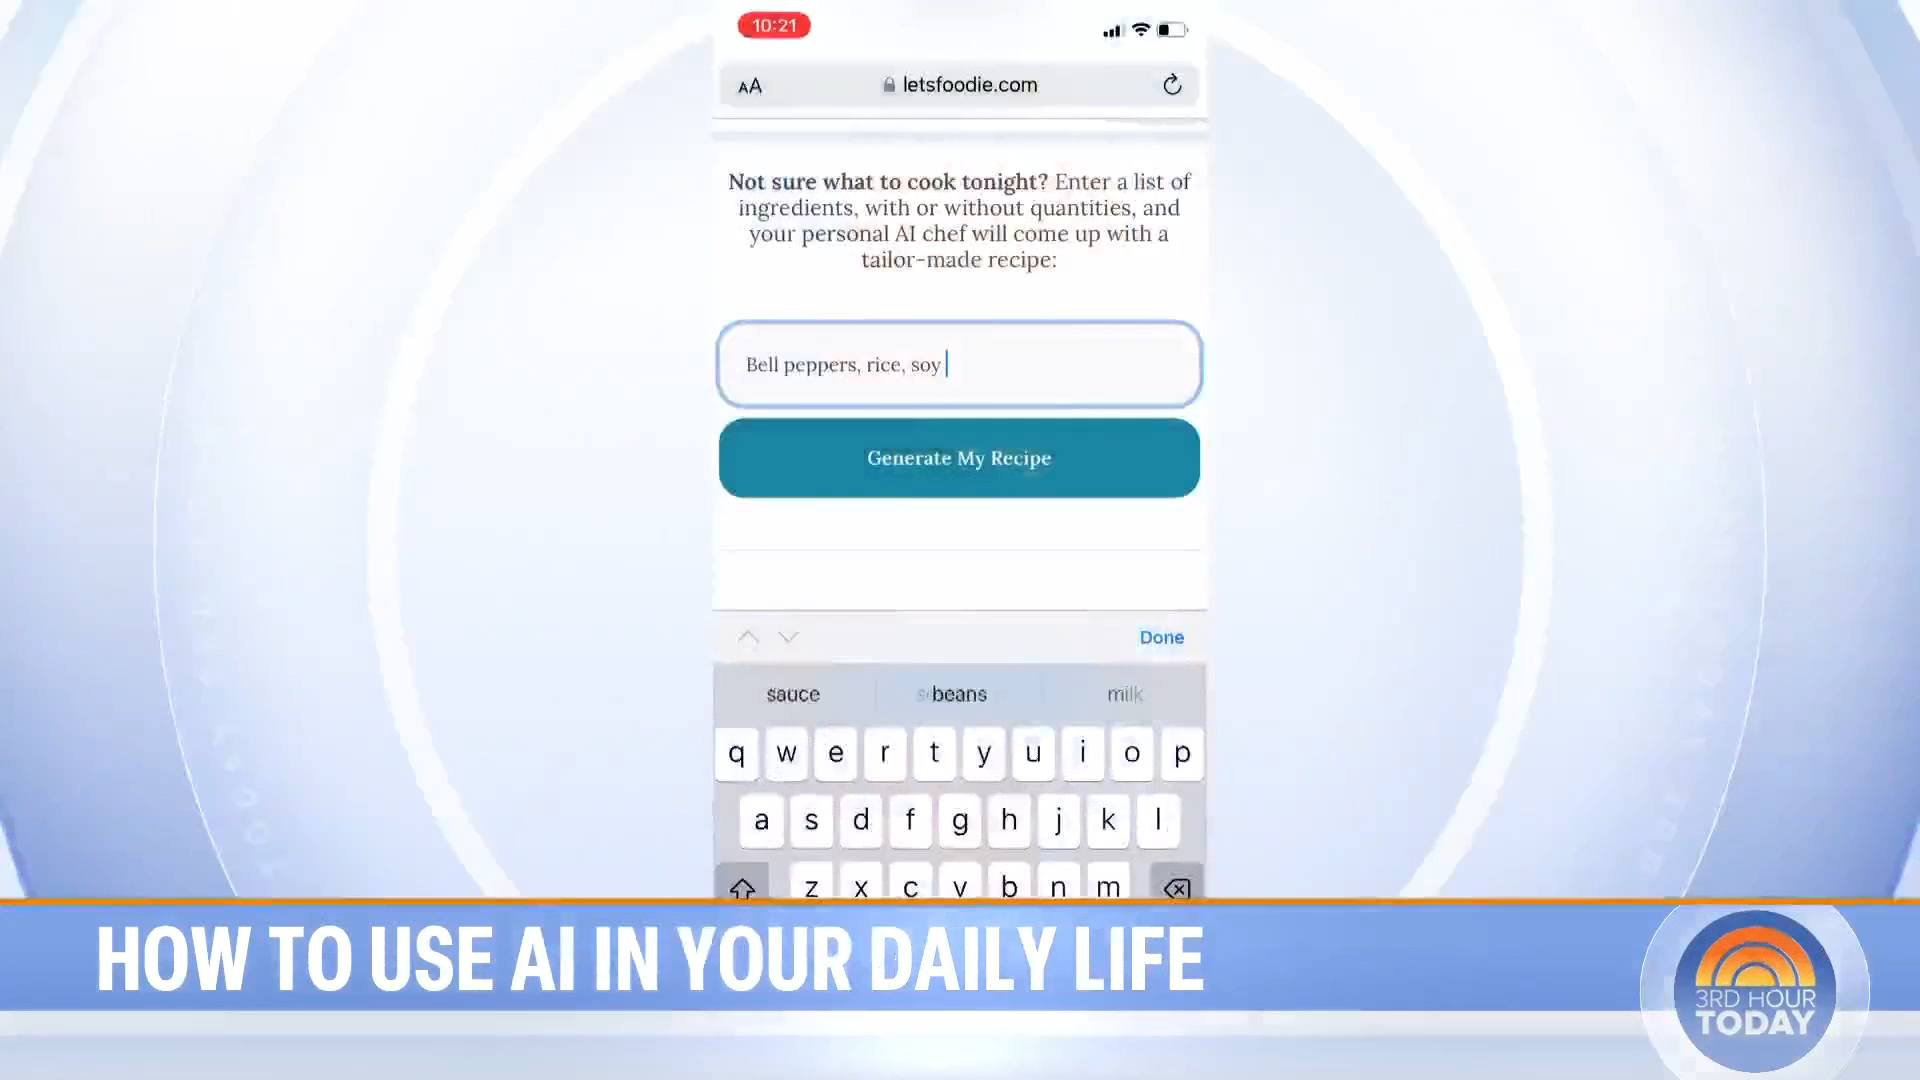 10:21
AA
letsfoodie.com
Not sure what to cook tonight? Enter a list of
ingredients, with or without quantities, and
your personal AI chef will come up with a
tailor-made recipe:
Bell peppers, rice, soy
Generate My Recipe
Done
sauce beans milk
q w e r t y u i o p
a s d f g h j k l
z x c v b n m
HOW TO USE AI IN YOUR DAILY LIFE
3RD HOUR
TODAY